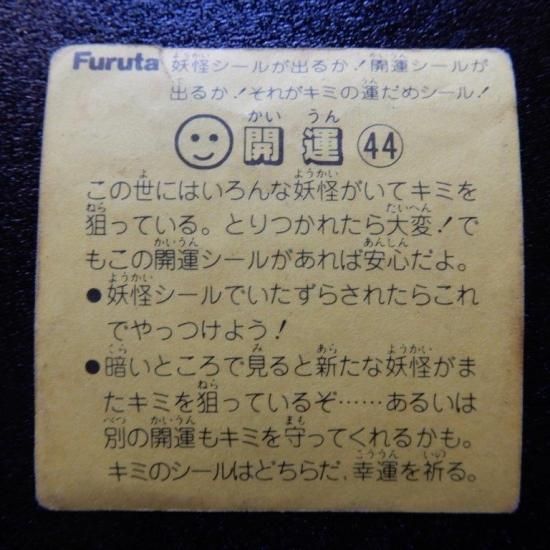 Furuta 妖怪シールが出るか!開運シールが
出るか!それがキミの運だめシール!
開運 44
この世にはいろんな妖怪がいてキミを
狙っている。とりつかれたら大変!で
もこの開運シールがあれば安心だよ。
●妖怪シールでいたずらされたらこれ
でやっつけよう!
●暗いところで見ると新たな妖怪がま
たキミを狙っているぞ……あるいは
別の開運もキミを守ってくれるかも。
キミのシールはどちらだ、幸運を祈る。